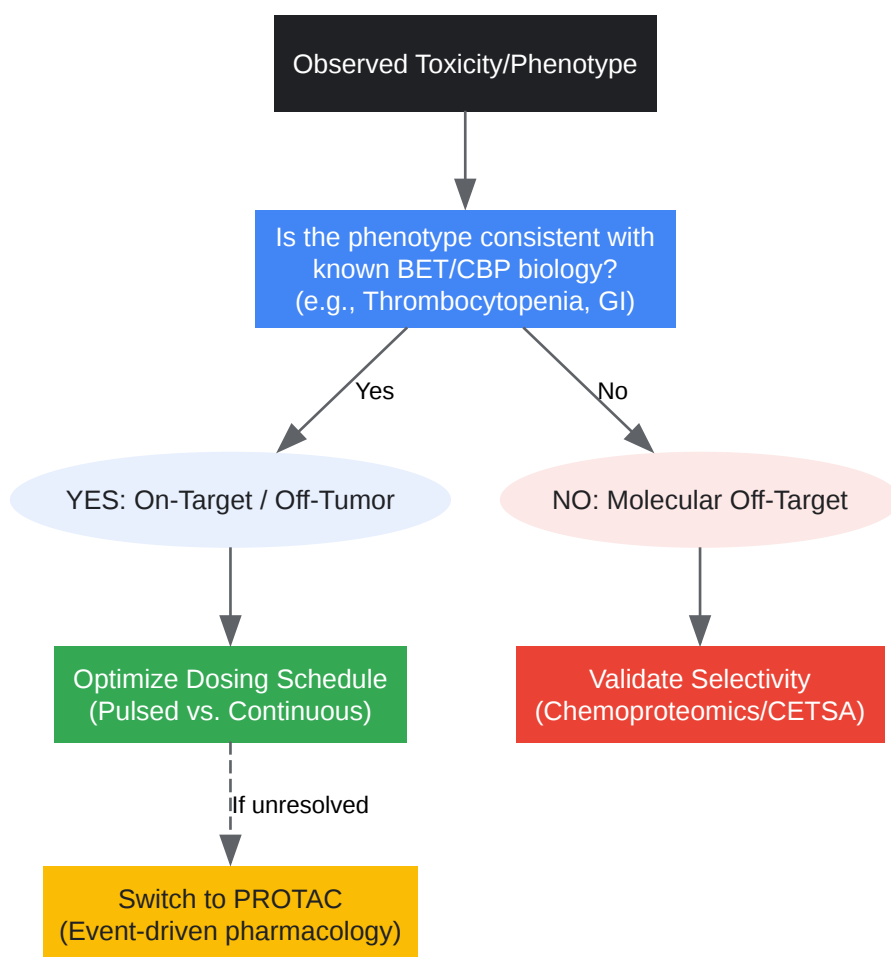 Observed Toxicity/Phenotype
Is the phenotype consistent with
known BET/CBP biology?
(e.g., Thrombocytopenia, GI)
Yes
No
YES: On-Target / Off-Tumor
NO: Molecular Off-Target
Optimize Dosing Schedule
(Pulsed vs. Continuous)
Validate Selectivity
(Chemoproteomics/CETSA)
If unresolved
Switch to PROTAC
(Event-driven pharmacology)